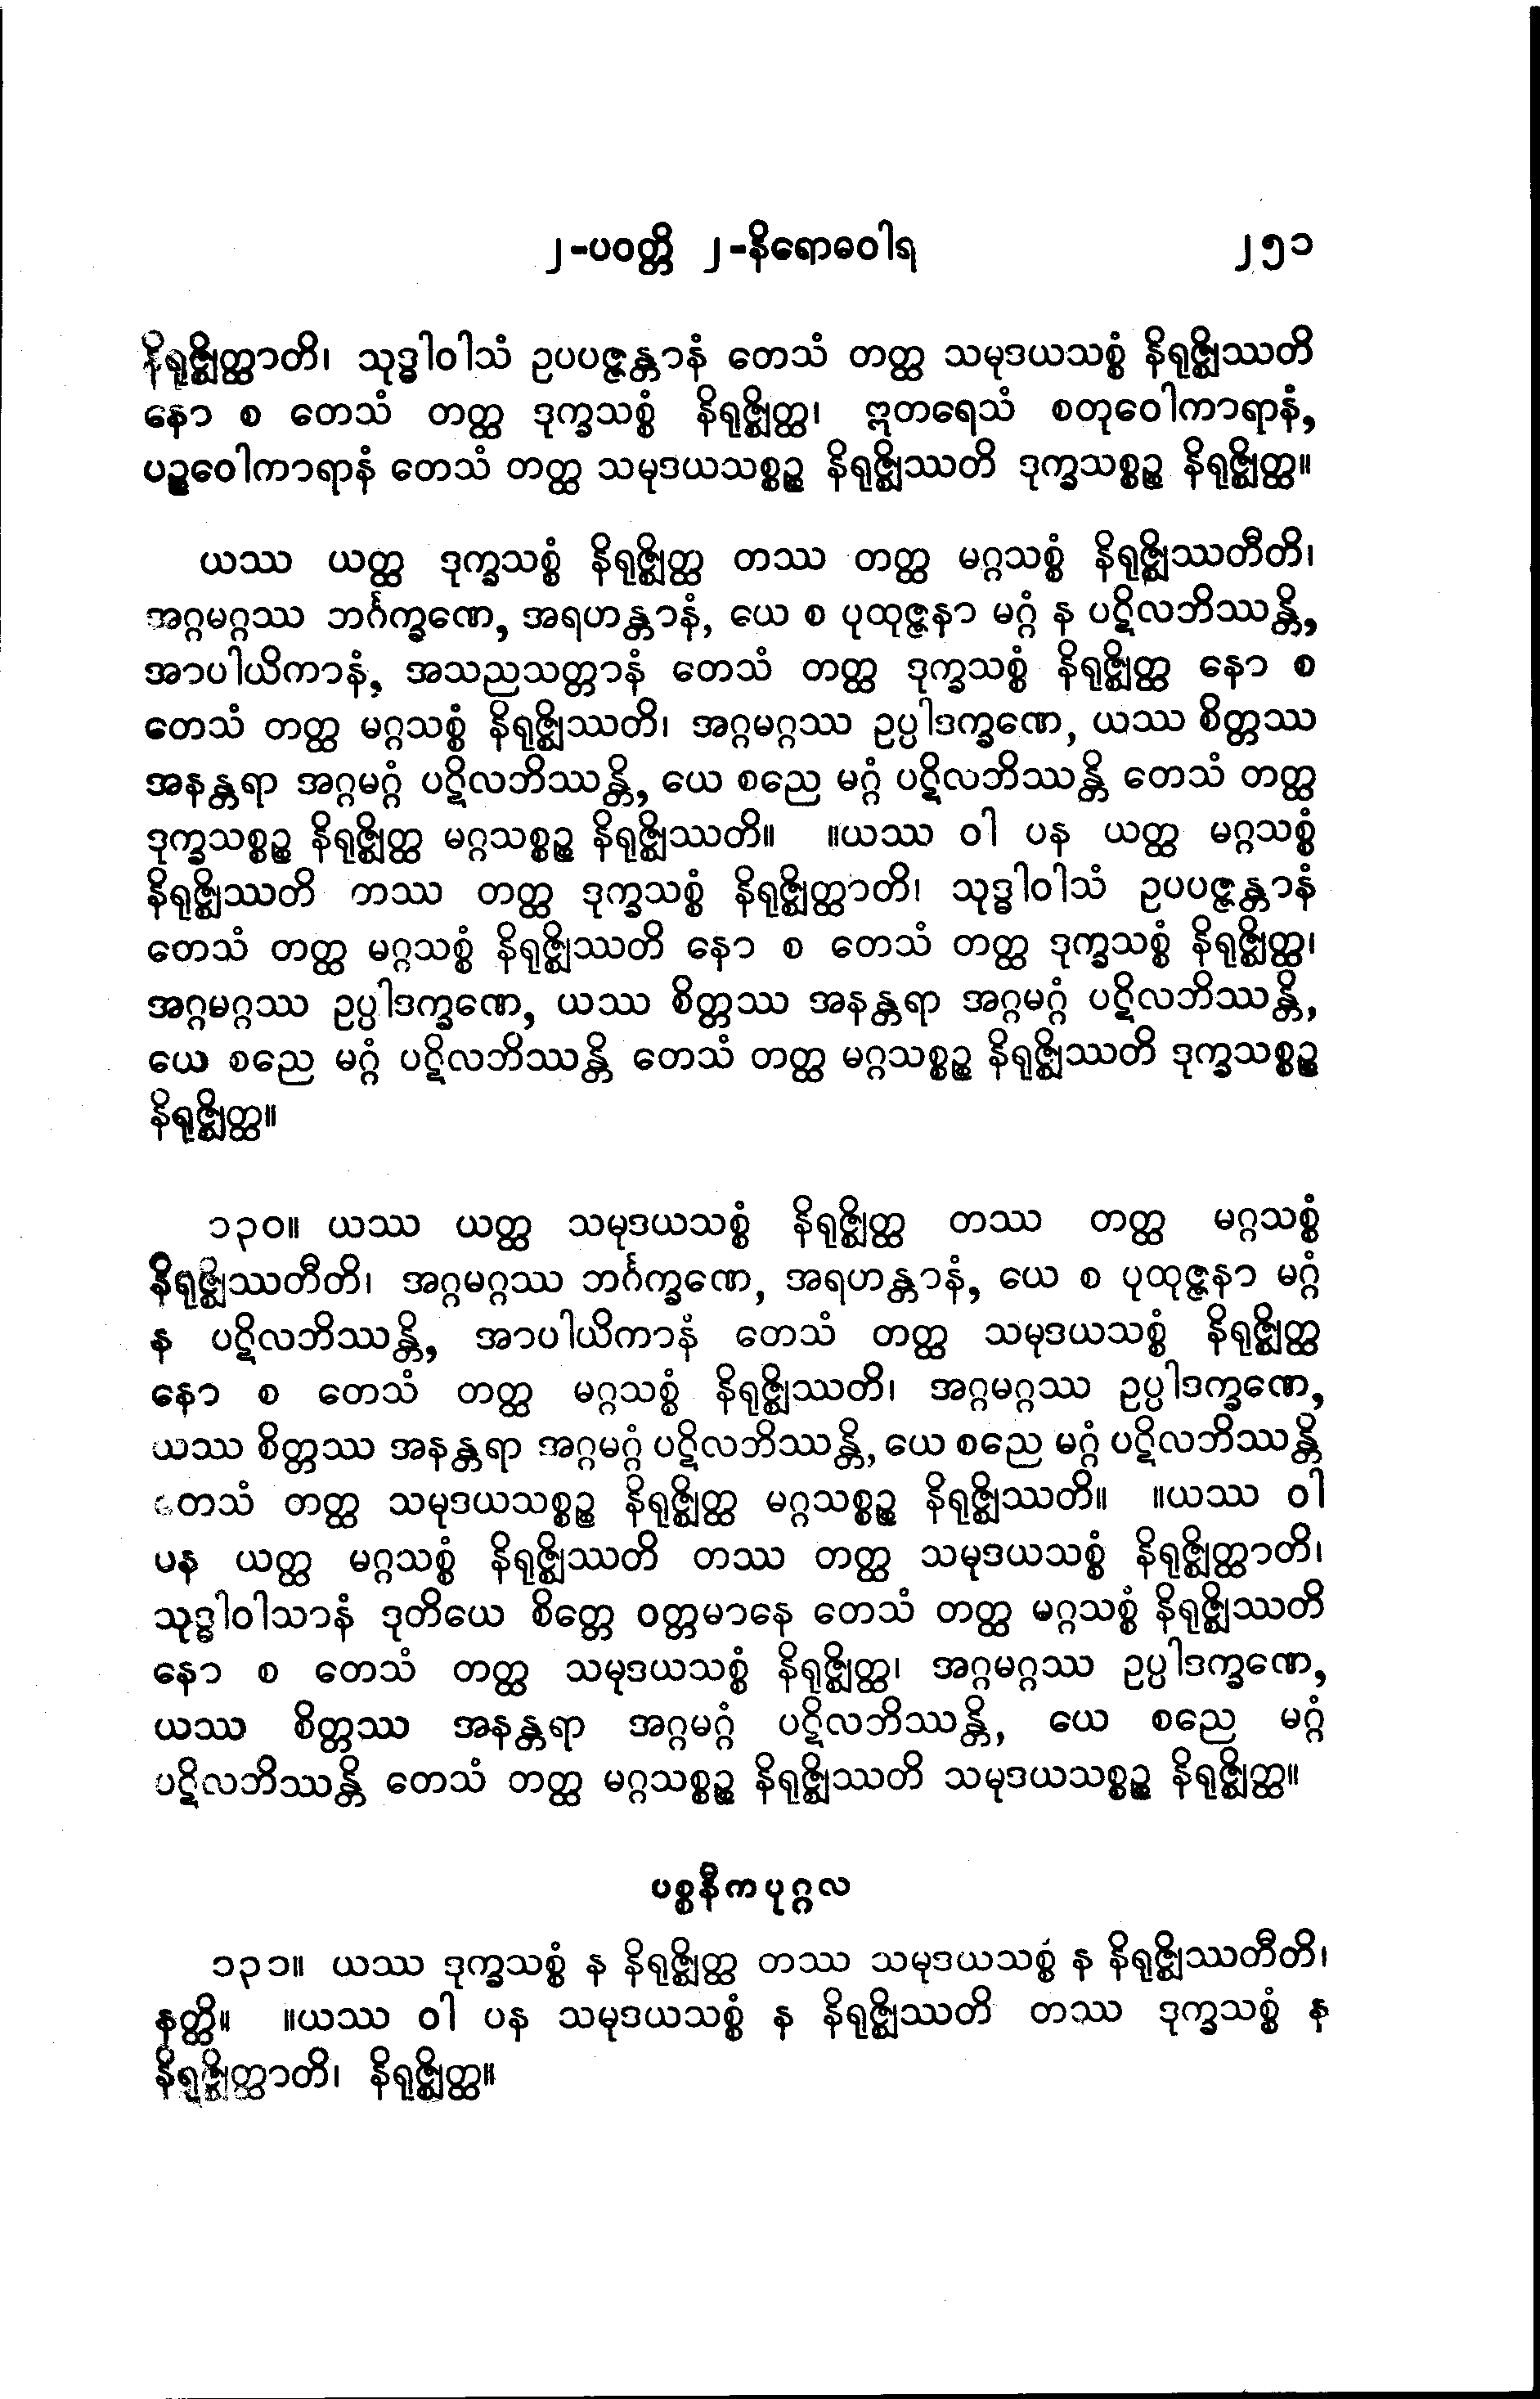 ၂-ပဝတ္တိ ၂-နိရောဓဝါရ ၂၅၁
နိရုဇ္ဈိတ္ထာတိ၊ သုဒ္ဓါဝါသံ ဥပပဇ္ဇန္တာနံ တေသံ တတ္ထ သမုဒယသစ္စံ နိရုဇ္ဈိဿတိ
နော စ တေသံ တတ္ထ ဒုက္ခသစ္စံ နိရုဇ္ဈိတ္ထ၊ ဣတရေသံ စတုဝေါကာရာနံ,
ပဉ္စဝေါကာရာနံ တေသံ တတ္ထ သမုဒယသစ္စဉ္စ နိရုဇ္ဈိဿတိ ဒုက္ခသစ္စဉ္စ နိရုဇ္ဈိတ္ထ။
ယဿ ယတ္ထ ဒုက္ခသစ္စံ နိရုဇ္ဈိတ္ထ တဿ တတ္ထ မဂ္ဂသစ္စံ နိရုဇ္ဈိဿတီတိ၊
အဂ္ဂမဂ္ဂဿ ဘင်္ဂက္ခဏေ, အရဟန္တာနံ, ယေ စ ပုထုဇ္ဇနာ မဂ္ဂံ န ပဋိလဘိဿန္တိ,
အာပါယိကာနံ, အသညသတ္တာနံ တေသံ တတ္ထ ဒုက္ခသစ္စံ နိရုဇ္ဈိတ္ထ နော စ
တေသံ တတ္ထ မဂ္ဂသစ္စံ နိရုဇ္ဈိဿတိ၊ အဂ္ဂမဂ္ဂဿ ဥပ္ပါဒက္ခဏေ, ယဿ စိတ္တဿ
အနန္တရာ အဂ္ဂမဂ္ဂံ ပဋိလဘိဿန္တိ, ယေ စညေ မဂ္ဂံ ပဋိလဘိဿန္တိ တေသံ တတ္ထ
ဒုက္ခသစ္စဉ္စ နိရုဇ္ဈိတ္ထ မဂ္ဂသစ္စဉ္စ နိရုဇ္ဈိဿတိ။ ။ယဿ ဝါ ပန ယတ္ထ မဂ္ဂသစ္စံ
နိရုဇ္ဈိဿတိ တဿ တတ္ထ ဒုက္ခသစ္စံ နိရုဇ္ဈိတ္ထာတိ၊ သုဒ္ဓါဝါသံ ဥပပဇ္ဇန္တာနံ
တေသံ တတ္ထ မဂ္ဂသစ္စံ နိရုဇ္ဈိဿတိ နော စ တေသံ တတ္ထ ဒုက္ခသစ္စံ နိရုဇ္ဈိတ္ထ၊
အဂ္ဂမဂ္ဂဿ ဥပ္ပါဒက္ခဏေ, ယဿ စိတ္တဿ အနန္တရာ အဂ္ဂမဂ္ဂံ ပဋိလဘိဿန္တိ,
ယေ စညေ မဂ္ဂံ ပဋိလဘိဿန္တိ တေသံ တတ္ထ မဂ္ဂသစ္စဉ္စ နိရုဇ္ဈိဿတိ ဒုက္ခသစ္စဉ္စ
နိရုဇ္ဈိတ္ထ။
၁၃၀။ ယဿ ယတ္ထ သမုဒယသစ္စံ နိရုဇ္ဈိတ္ထ တဿ တတ္ထ မဂ္ဂသစ္စံ
နိရုဇ္ဈိဿတီတိ၊ အဂ္ဂမဂ္ဂဿ ဘင်္ဂက္ခဏေ, အရဟန္တာနံ, ယေ စ ပုထုဇ္ဇနာ မဂ္ဂံ
န ပဋိလဘိဿန္တိ, အာပါယိကာနံ တေသံ တတ္ထ သမုဒယသစ္စံ နိရုဇ္ဈိတ္ထ
နော စ တေသံ တတ္ထ မဂ္ဂသစ္စံ နိရုဇ္ဈိဿတိ၊ အဂ္ဂမဂ္ဂဿ ဥပ္ပါဒက္ခဏေ,
ယဿ စိတ္တဿ အနန္တရာ အဂ္ဂမဂ္ဂံ ပဋိလဘိဿန္တိ, ယေ စညေ မဂ္ဂံ ပဋိလဘိဿန္တိ
တေသံ တတ္ထ သမုဒယသစ္စဉ္စ နိရုဇ္ဈိတ္ထ မဂ္ဂသစ္စဉ္စ နိရုဇ္ဈိဿတိ။ ။ယဿ ဝါ
ပန ယတ္ထ မဂ္ဂသစ္စံ နိရုဇ္ဈိဿတိ တဿ တတ္ထ သမုဒယသစ္စံ နိရုဇ္ဈိတ္ထာတိ၊
သုဒ္ဓါဝါသာနံ ဒုတိယေ စိတ္တေ ဝတ္တမာနေ တေသံ တတ္ထ မဂ္ဂသစ္စံ နိရုဇ္ဈိဿတိ
နော စ တေသံ တတ္ထ သမုဒယသစ္စံ နိရုဇ္ဈိတ္ထ၊ အဂ္ဂမဂ္ဂဿ ဥပ္ပါဒက္ခဏေ,
ယဿ စိတ္တဿ အနန္တရာ အဂ္ဂမဂ္ဂံ ပဋိလဘိဿန္တိ, ယေ စညေ မဂ္ဂံ
ပဋိလဘိဿန္တိ တေသံ တတ္ထ မဂ္ဂသစ္စဉ္စ နိရုဇ္ဈိဿတိ သမုဒယသစ္စဉ္စ နိရုဇ္ဈိတ္ထ။
ပစ္စနီကပုဂ္ဂလ
၁၃၁။ ယဿ ဒုက္ခသစ္စံ န နိရုဇ္ဈိတ္ထ တဿ သမုဒယသစ္စံ န နိရုဇ္ဈိဿတီတိ၊
နတ္ထိ။ ။ယဿ ဝါ ပန သမုဒယသစ္စံ န နိရုဇ္ဈိဿတိ တဿ ဒုက္ခသစ္စံ န
နိရုဇ္ဈိတ္ထာတိ၊ နိရုဇ္ဈိတ္ထ။